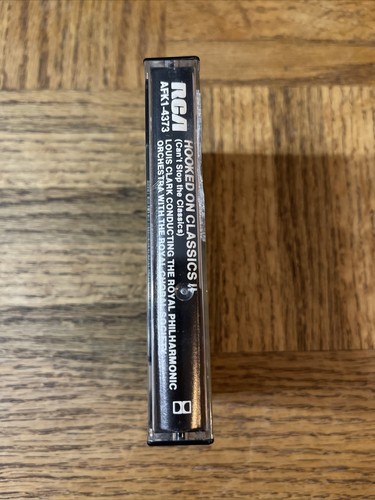 RCA
AFK1-4373
HOOKED ON CLASSICS II
(Can't Stop the Classics)
LOUIS CLARK CONDUCTING THE ROYAL PHILHARMONIC
ORCHESTRA WITH THE ROYAL CHORAL SOCIETY